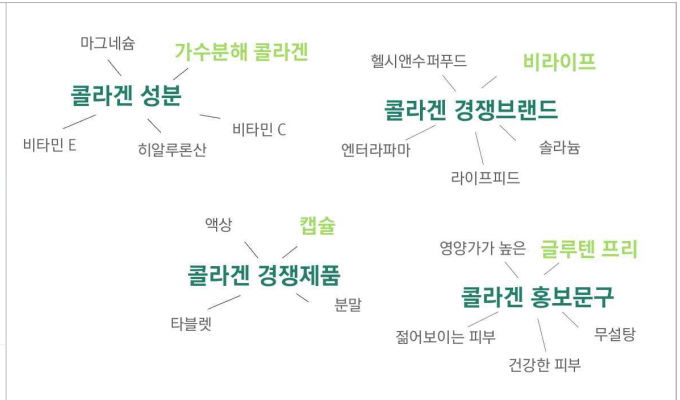 마그네슘
가수분해 콜라겐
콜라겐 성분
비타민 E
히알루론산
비타민 C
헬시앤수퍼푸드
비라이프
콜라겐 경쟁브랜드
엔터라파마
라이프피드
솔라늄
액상
캡슐
콜라겐 경쟁제품
타블렛
분말
영양가가 높은
글루텐 프리
콜라겐 홍보문구
젊어보이는 피부
건강한 피부
무설탕